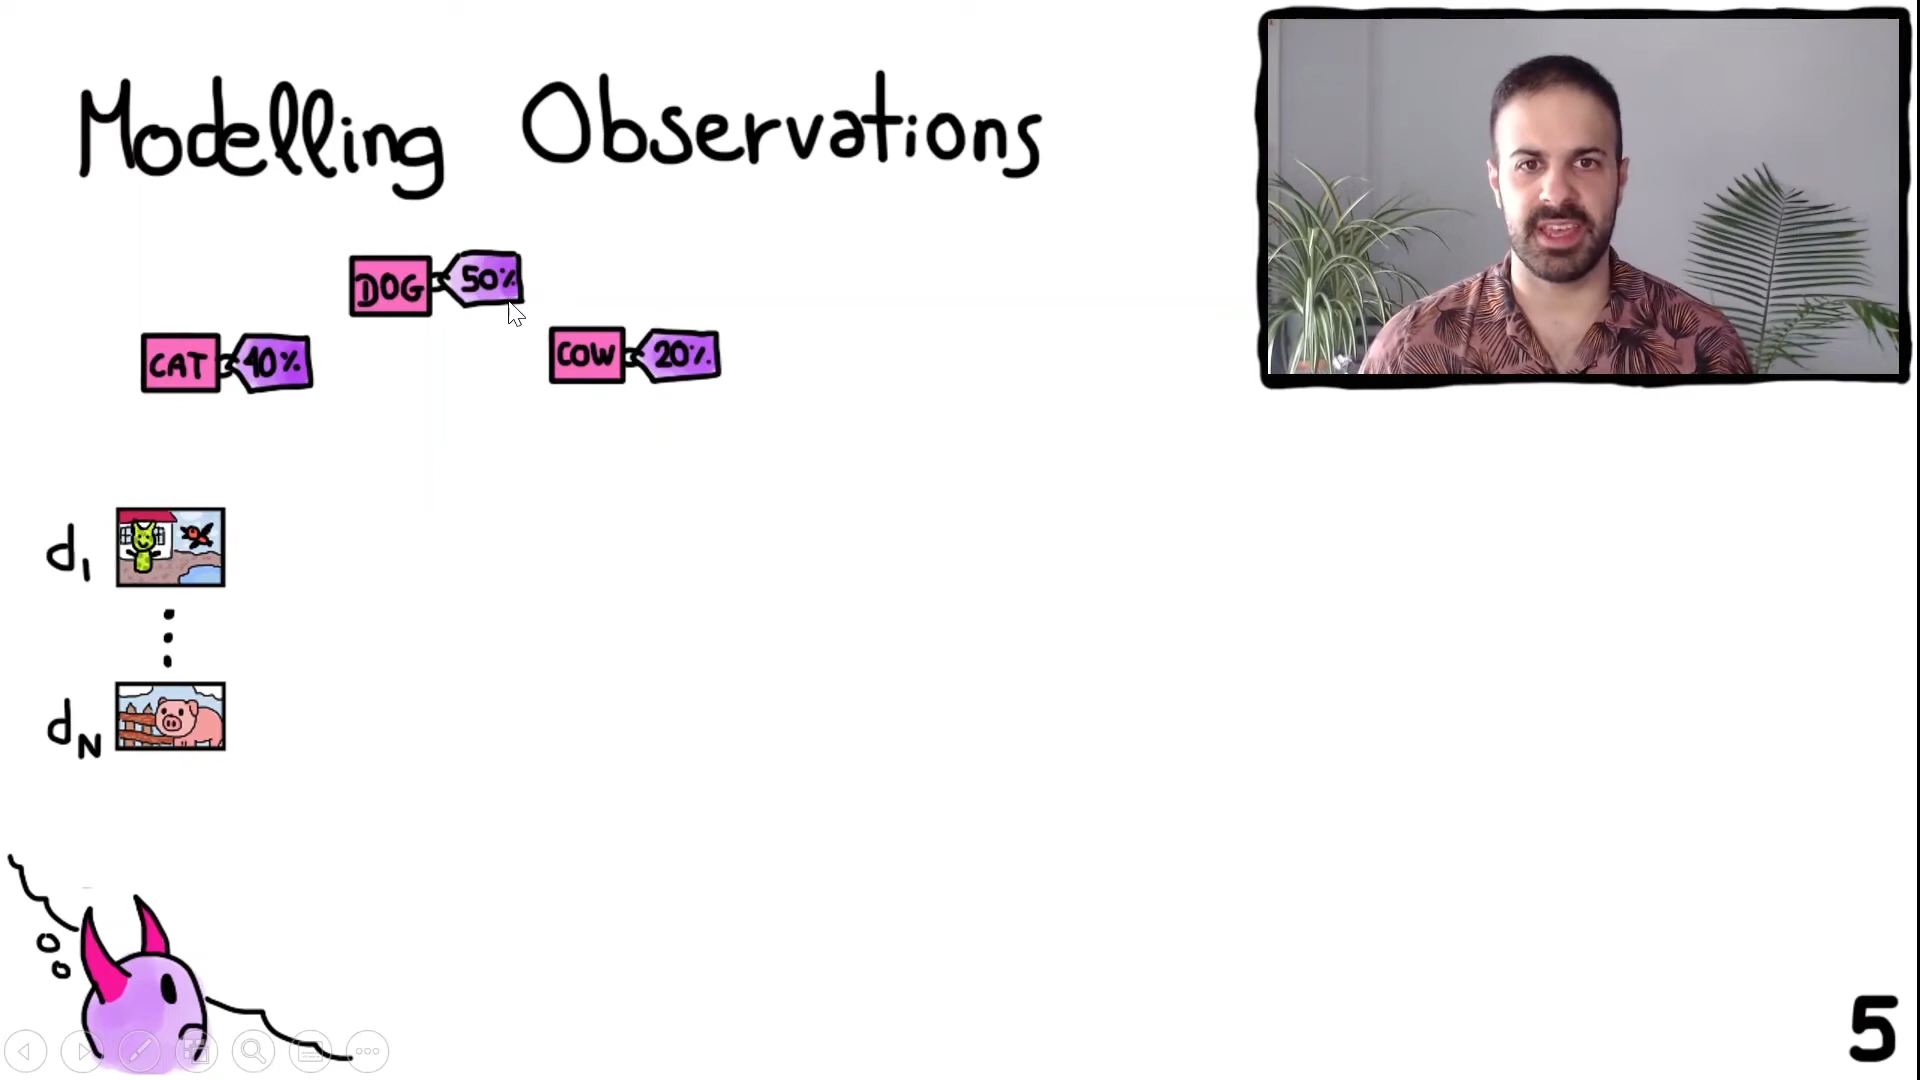 Modelling Observations
DOG 50%
CAT 40%
COW 20%
d1
dN
5